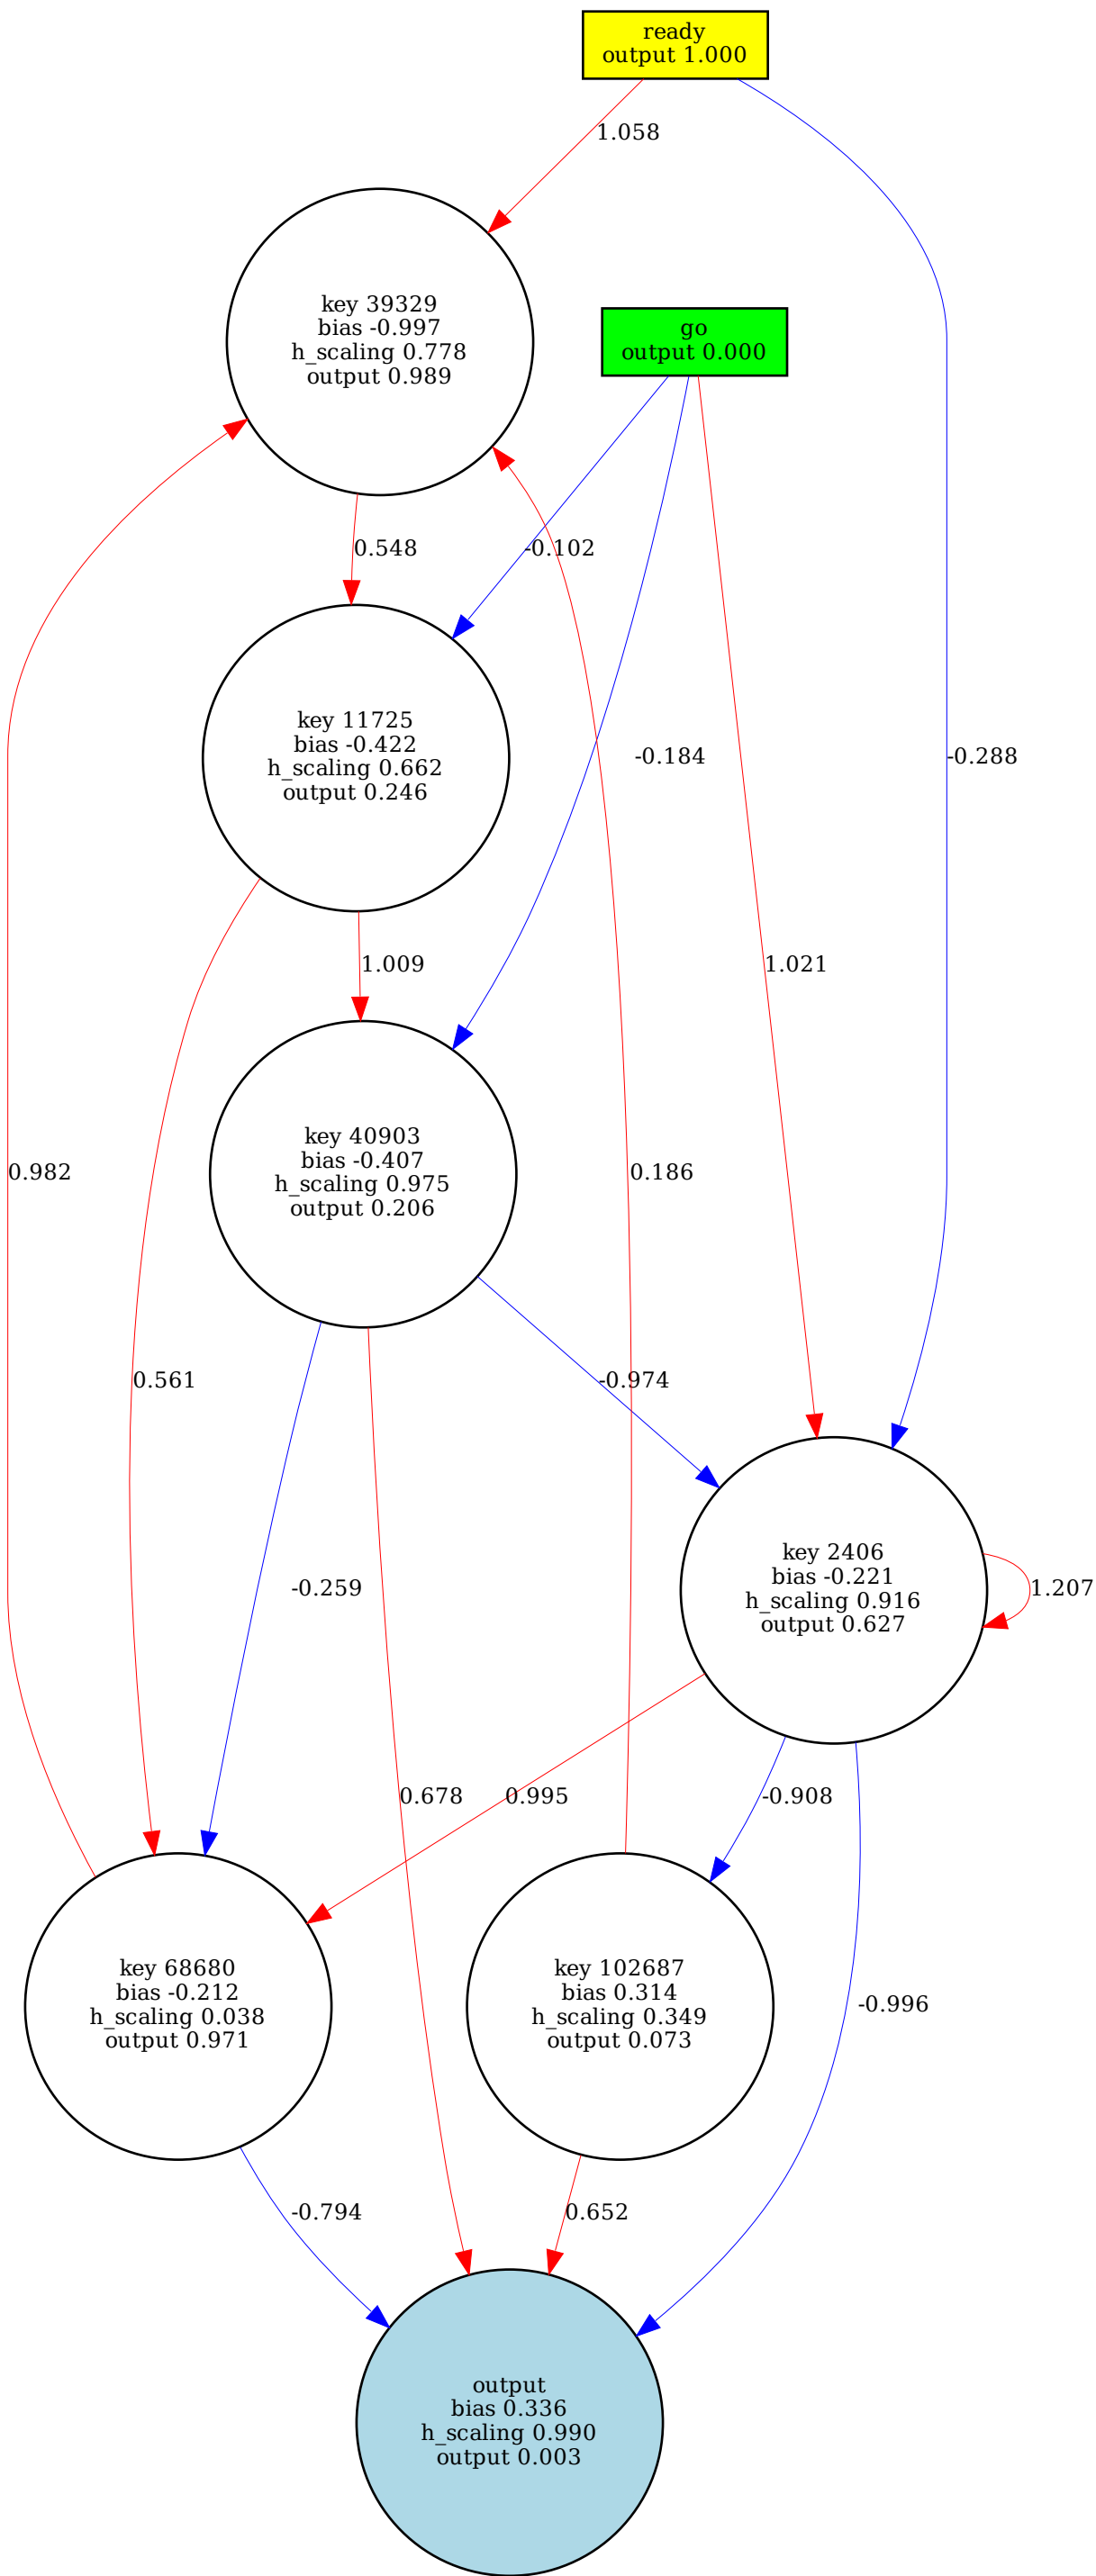 ready
output 1.000
1.058
key 39329
bias -0.997
h_scaling 0.778
output 0.989
go
output 0.000
0.548
-0.102
key 11725
bias -0.422
h_scaling 0.662
output 0.246
-0.184
-0.288
1.009
1.021
key 40903
bias -0.407
h_scaling 0.975
output 0.206
0.982
0.186
0.561
-0.974
key 2406
bias -0.221
h_scaling 0.916
output 0.627
-0.259
1.207
0.678
0.995
-0.908
key 68680
bias -0.212
h_scaling 0.038
output 0.971
key 102687
bias 0.314
h_scaling 0.349
output 0.073
-0.996
-0.794
0.652
output
bias 0.336
h_scaling 0.990
output 0.003